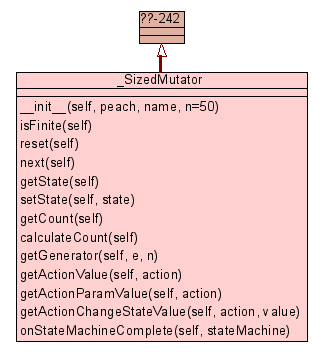 ??-242
_SizedMutator
__init__(self, peach, name, n=50)
isFinite(self)
reset(self)
next(self)
getState(self)
setState(self, state)
getCount(self)
calculateCount(self)
getGenerator(self, e, n)
getActionValue(self, action)
getActionParamValue(self, action)
getActionChangeStateValue(self, action, value)
onStateMachineComplete(self, stateMachine)